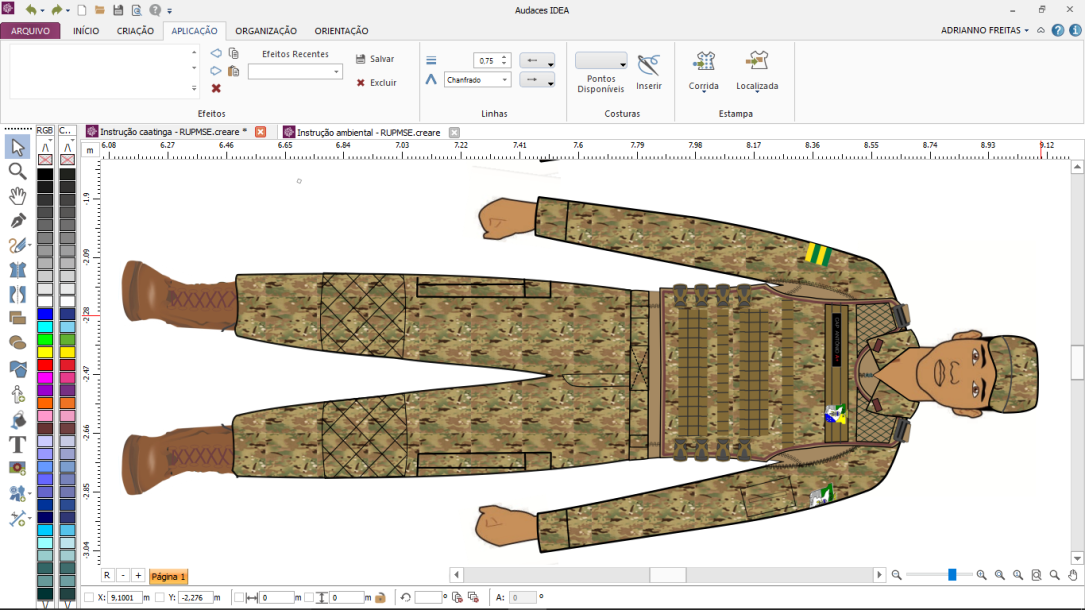 Audaces IDEA
ARQUIVO INÍCIO CRIAÇÃO APLICAÇÃO ORGANIZAÇÃO ORIENTAÇÃO ADRIANNO FREITAS
Efeitos Recentes
Salvar
Excluir
Efeitos
0,75
Chanfrado
Linhas
Pontos
Disponíveis
Inserir
Costuras
Corrida
Localizada
Estampa
RGB C...
Instrução caatinga - RUPMSE.creare *
Instrução ambiental - RUPMSE.creare
m
6.08 6.27 6.46 6.65 6.84 7.03 7.22 7.41 7.6 7.79 7.98 8.17 8.36 8.55 8.74 8.93 9.12
-1.9
-2.09
-2.28
-2.47
-2.66
-2.85
-3.04
R - + Página 1
X: 9,1001 m Y: -2,276 m 0 m 0 m ° A: 0 °